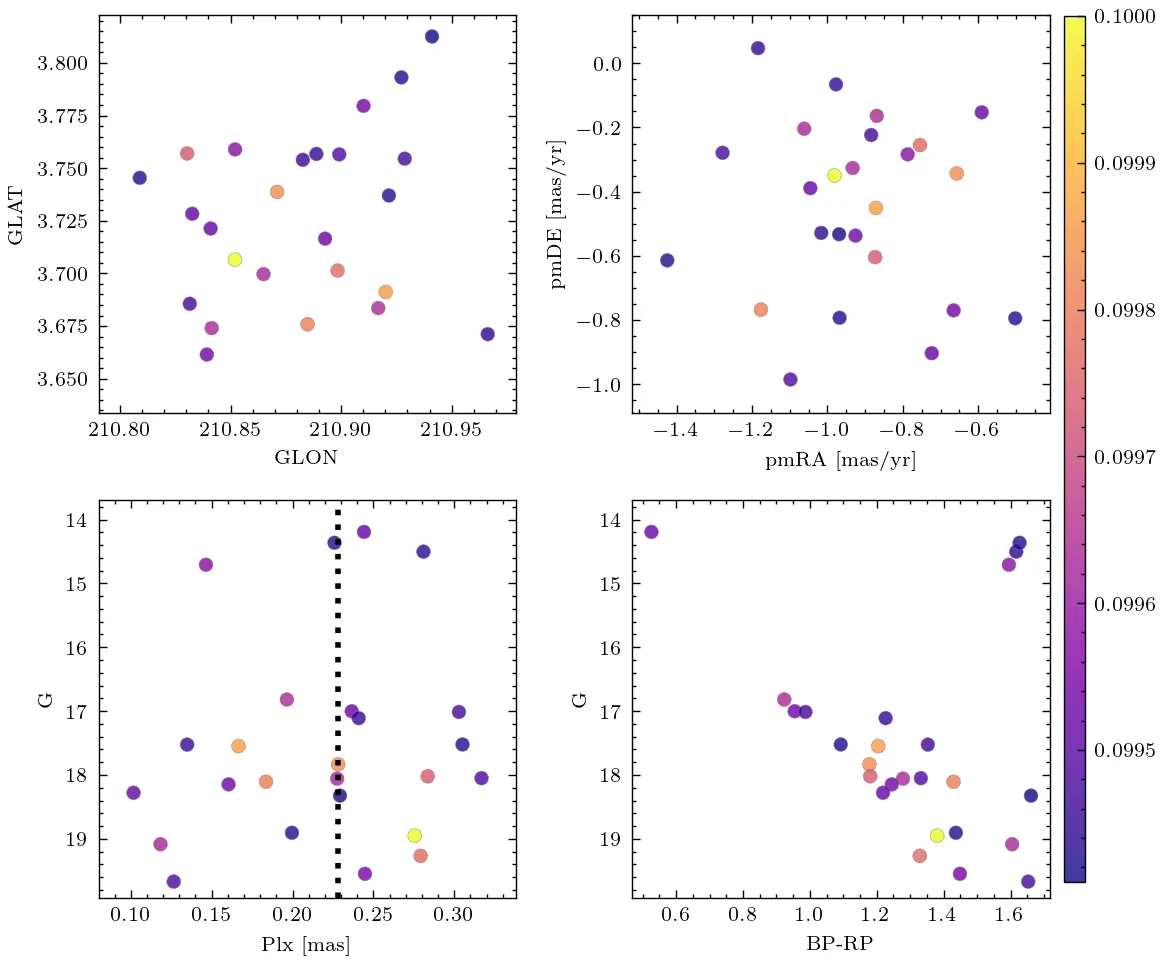 3.800
3.775
3.750
3.725
3.700
3.675
3.650
GLAT
210.80 210.85 210.90 210.95
GLON
0.0
−0.2
−0.4
−0.6
−0.8
−1.0
pmDE [mas/yr]
−1.4 −1.2 −1.0 −0.8 −0.6
pmRA [mas/yr]
14
15
16
17
18
19
G
0.10 0.15 0.20 0.25 0.30
Plx [mas]
14
15
16
17
18
19
G
0.6 0.8 1.0 1.2 1.4 1.6
BP-RP
0.1000
0.0999
0.0998
0.0997
0.0996
0.0995